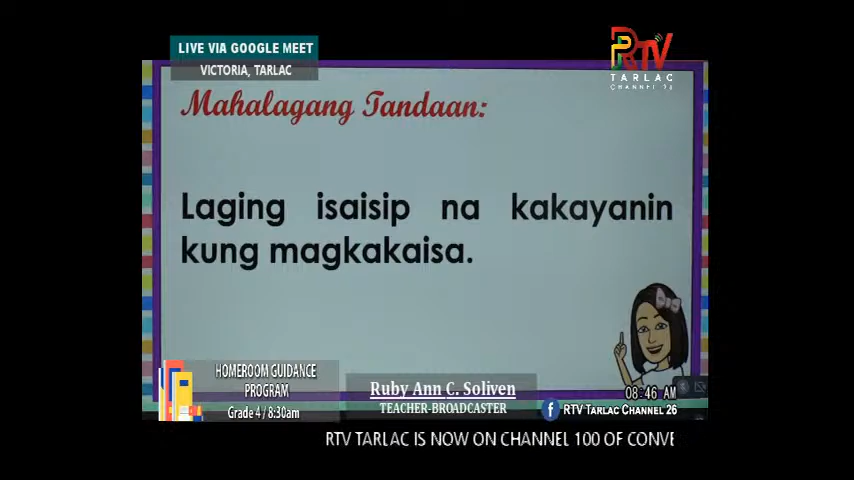 LIVE VIA GOOGLE MEET
VICTORIA, TARLAC
RTV
TARLAC
CHANNEL 26
Mahalagang Tandaan:
Laging isaisip na kakayanin
kung magkakaisa.
HOMEROOM GUIDANCE
PROGRAM
Grade 4 / 8:30am
Ruby Ann C. Soliven
TEACHER-BROADCASTER
08:46 AM
RTV TARLAC CHANNEL 26
RTV TARLAC IS NOW ON CHANNEL 100 OF CONVE